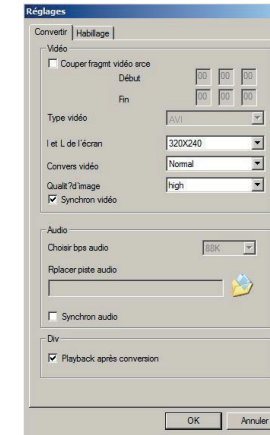 Réglages
Convertir Habillage
Vidéo
Couper fragmt vidéo srce
Début 00 00 00
Fin 00 00 00
Type vidéo AVI
l et L de l'écran 320X240
Convers vidéo Normal
Qualit?d'image high
Synchron vidéo
Audio
Choisir bps audio 88K
Rplacer piste audio
Synchron audio
Div
Playback après conversion
OK Annuler